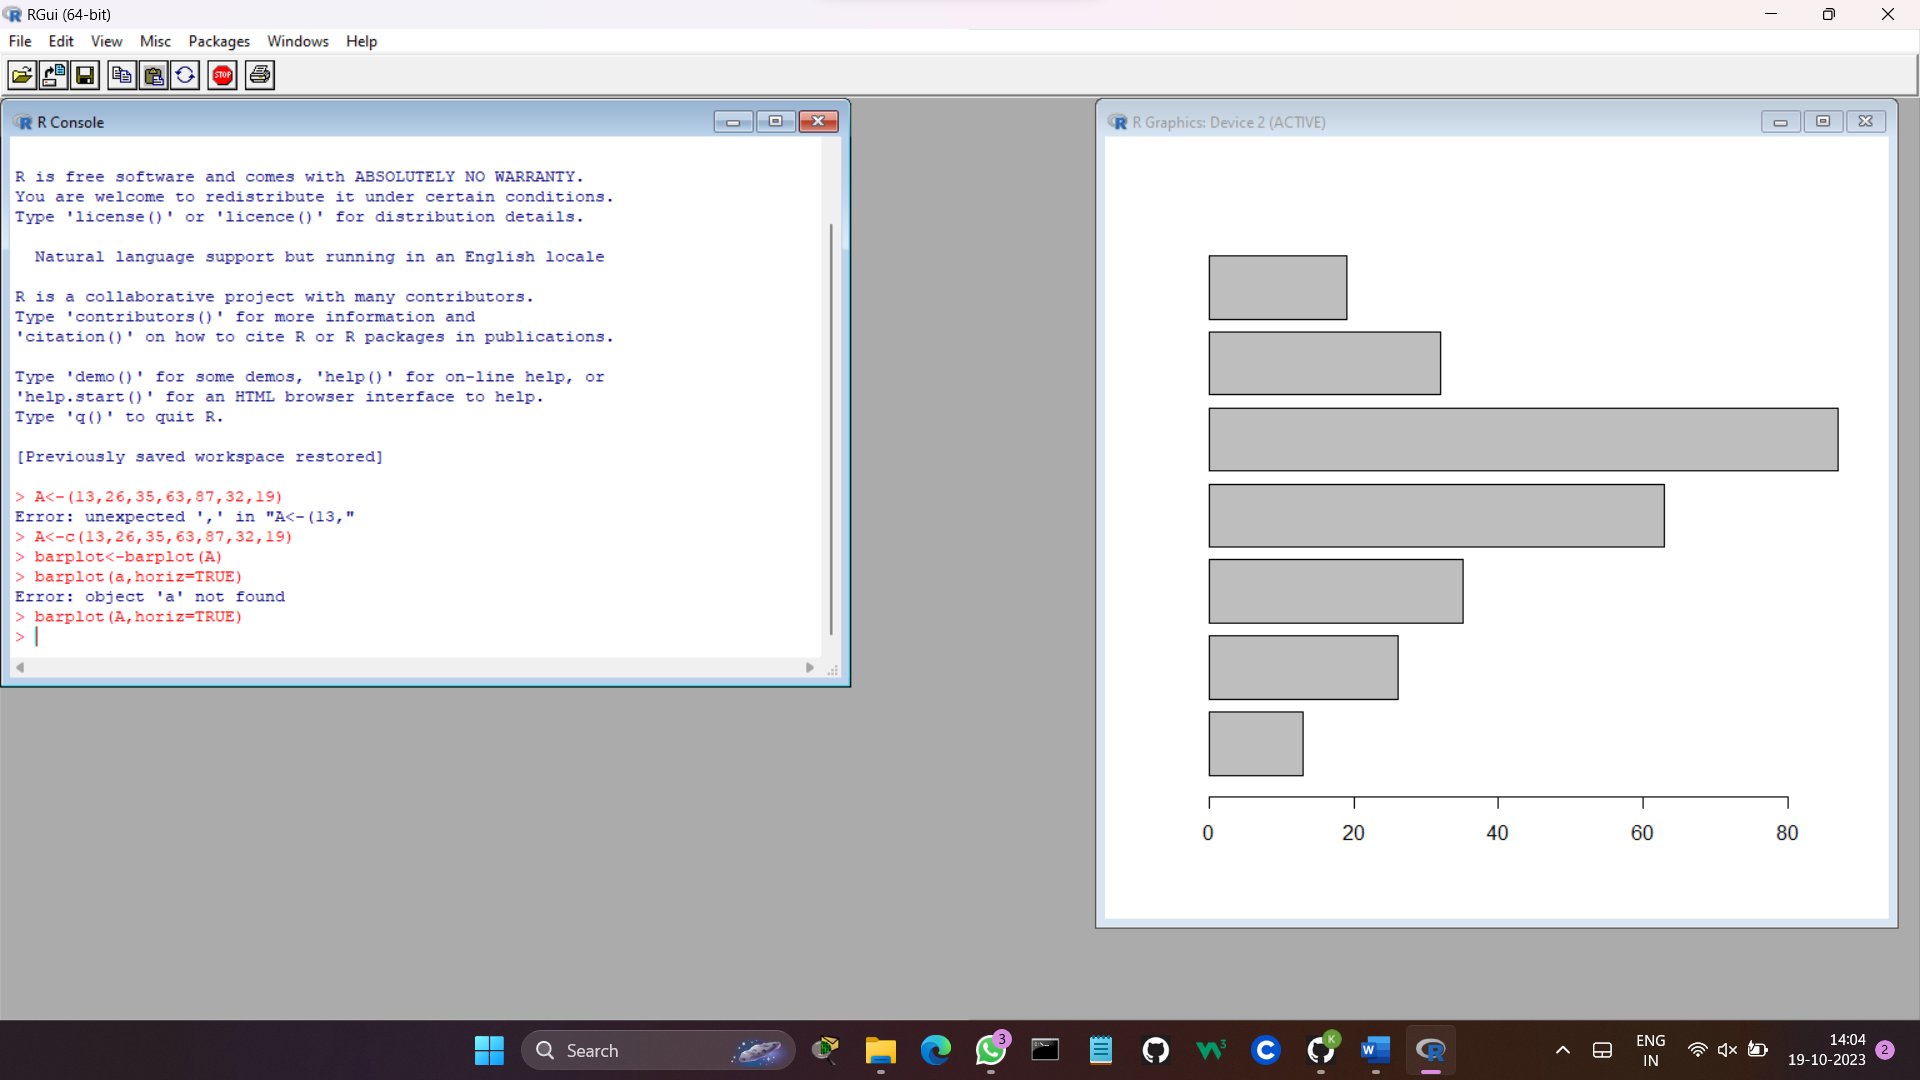 RGui (64-bit)
File Edit View Misc Packages Windows Help
STOP
R Console
R is free software and comes with ABSOLUTELY NO WARRANTY.
You are welcome to redistribute it under certain conditions.
Type 'license()' or 'licence()' for distribution details.
Natural language support but running in an English locale
R is a collaborative project with many contributors.
Type 'contributors()' for more information and
'citation()' on how to cite R or R packages in publications.
Type 'demo()' for some demos, 'help()' for on-line help, or
'help.start()' for an HTML browser interface to help.
Type 'q()' to quit R.
[Previously saved workspace restored]
> A<-(13,26,35,63,87,32,19)
Error: unexpected ',' in "A<-(13,"
> A<-c(13,26,35,63,87,32,19)
> barplot<-barplot(A)
> barplot(a,horiz=TRUE)
Error: object 'a' not found
> barplot(A,horiz=TRUE)
>
R Graphics: Device 2 (ACTIVE)
0 20 40 60 80
Search
3
K
ENG
IN
14:04
19-10-2023
2